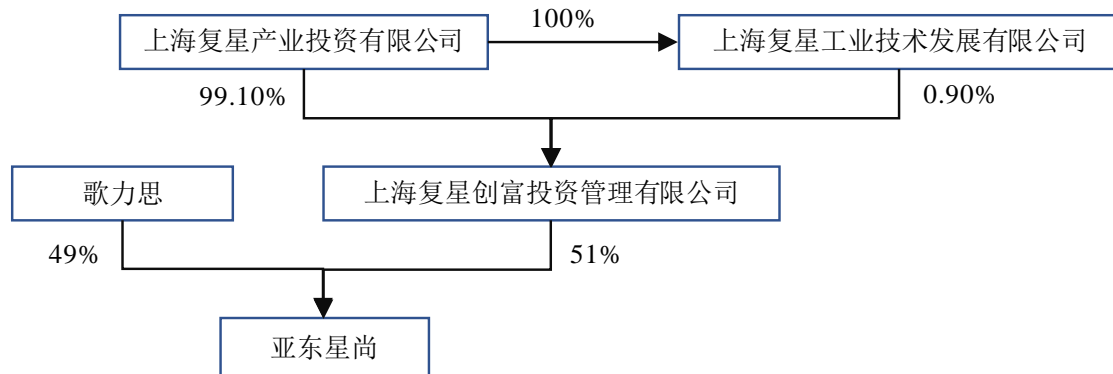 100%
上海复星产业投资有限公司
上海复星工业技术发展有限公司
99.10%
0.90%
歌力思
上海复星创富投资管理有限公司
49%
51%
亚东星尚